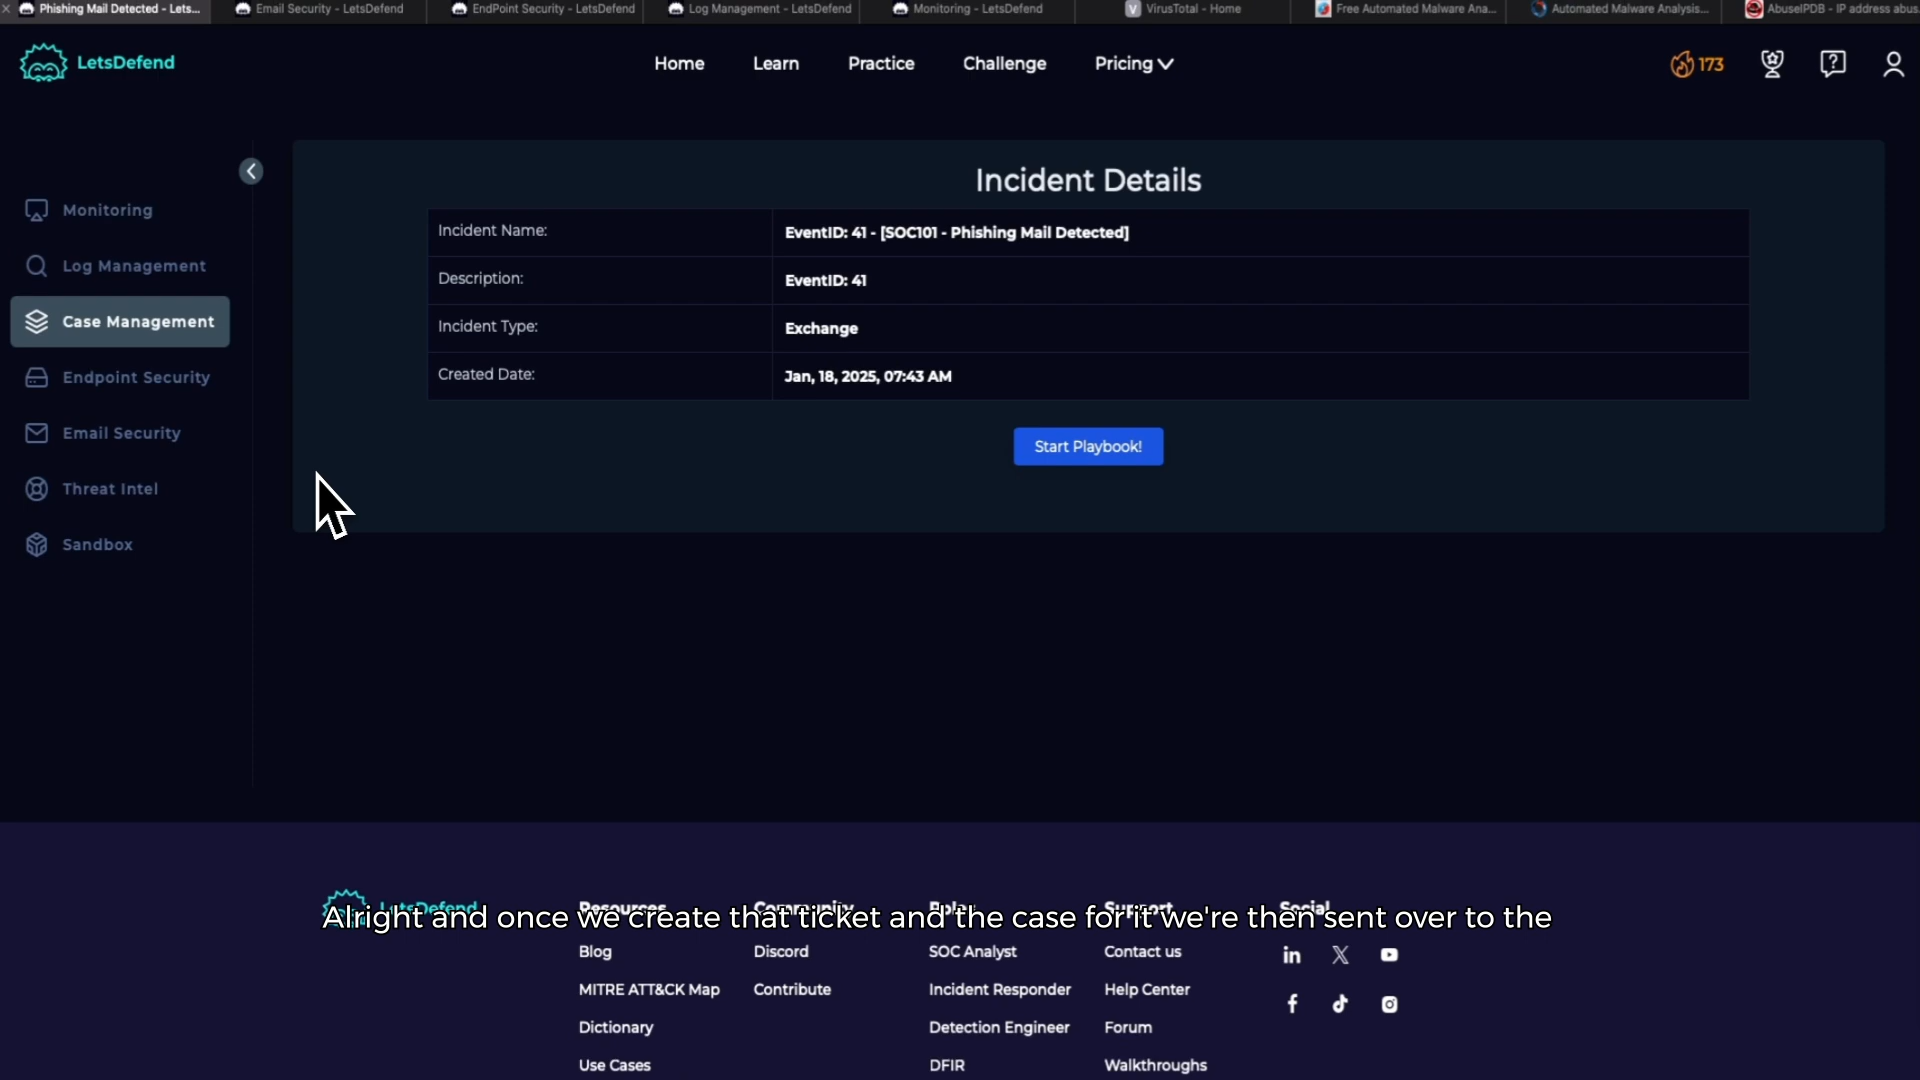 Phishing Mail Detected - Lets...
Email Security - LetsDefend
EndPoint Security - LetsDefend
Log Management - LetsDefend
Monitoring - LetsDefend
VirusTotal - Home
Free Automated Malware Ana...
Automated Malware Analysis...
AbuseIPDB - IP address abus
LetsDefend
Home
Learn
Practice
Challenge
Pricing
173
Monitoring
Log Management
Case Management
Endpoint Security
Email Security
Threat Intel
Sandbox
Incident Details
Incident Name: EventID: 41 - [SOC101 - Phishing Mail Detected]
Description: EventID: 41
Incident Type: Exchange
Created Date: Jan, 18, 2025, 07:43 AM
Start Playbook!
LetsDefend
Alright and once we create that ticket and the case for it we're then sent over to the
Resources
Blog
MITRE ATT&CK Map
Dictionary
Use Cases
Community
Discord
Contribute
SOC Analyst
Incident Responder
Detection Engineer
DFIR
Support
Contact us
Help Center
Forum
Walkthroughs
Social